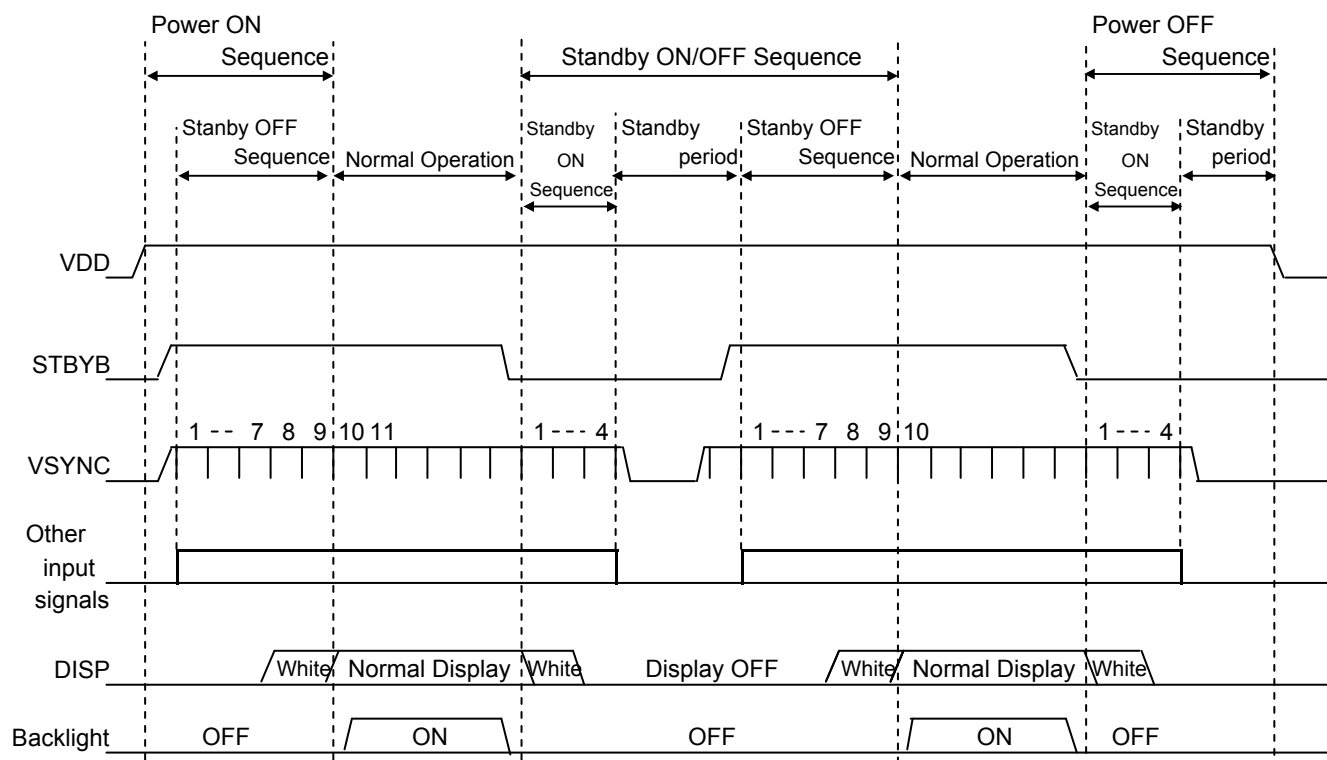 Power ON
Sequence
Standby ON/OFF Sequence
Power OFF
Sequence
Stanby OFF
Sequence
Normal Operation
Standby
ON
Sequence
Standby
period
Stanby OFF
Sequence
Normal Operation
Standby
ON
Sequence
Standby
period
VDD
STBYB
VSYNC
1 -- 7 8 9 10 11
1 --- 4
1 --- 7 8 9 10
1 --- 4
Other
input
signals
DISP
White
Normal Display
White
Display OFF
White
Normal Display
White
Backlight
OFF
ON
OFF
ON
OFF